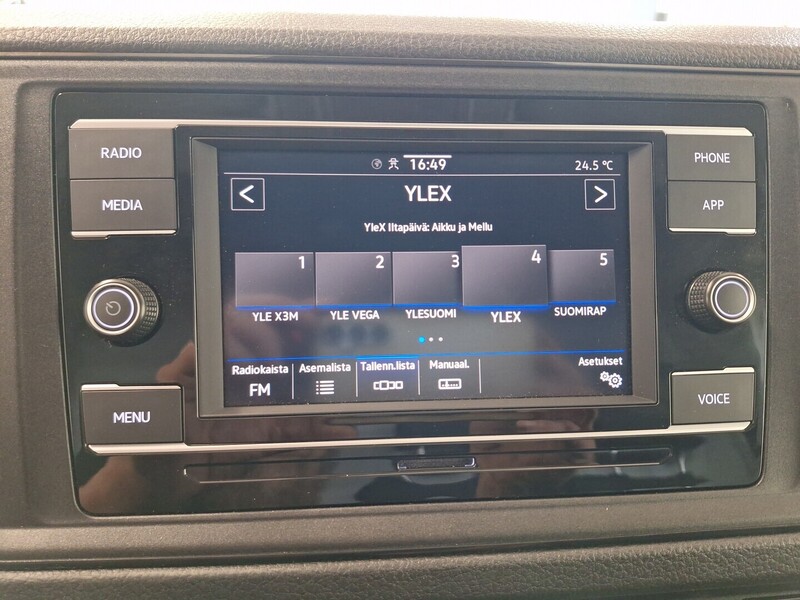 RADIO
MEDIA
MENU
16:49
24.5 °C
< YLEX >
YleX Iltapäivä: Aikku ja Mellu
1 2 3 4 5
YLE X3M YLE VEGA YLESUOMI YLEX SUOMIRAP
Radiokaista Asemalista Tallenn.lista Manuaal. Asetukset
FM
PHONE
APP
VOICE